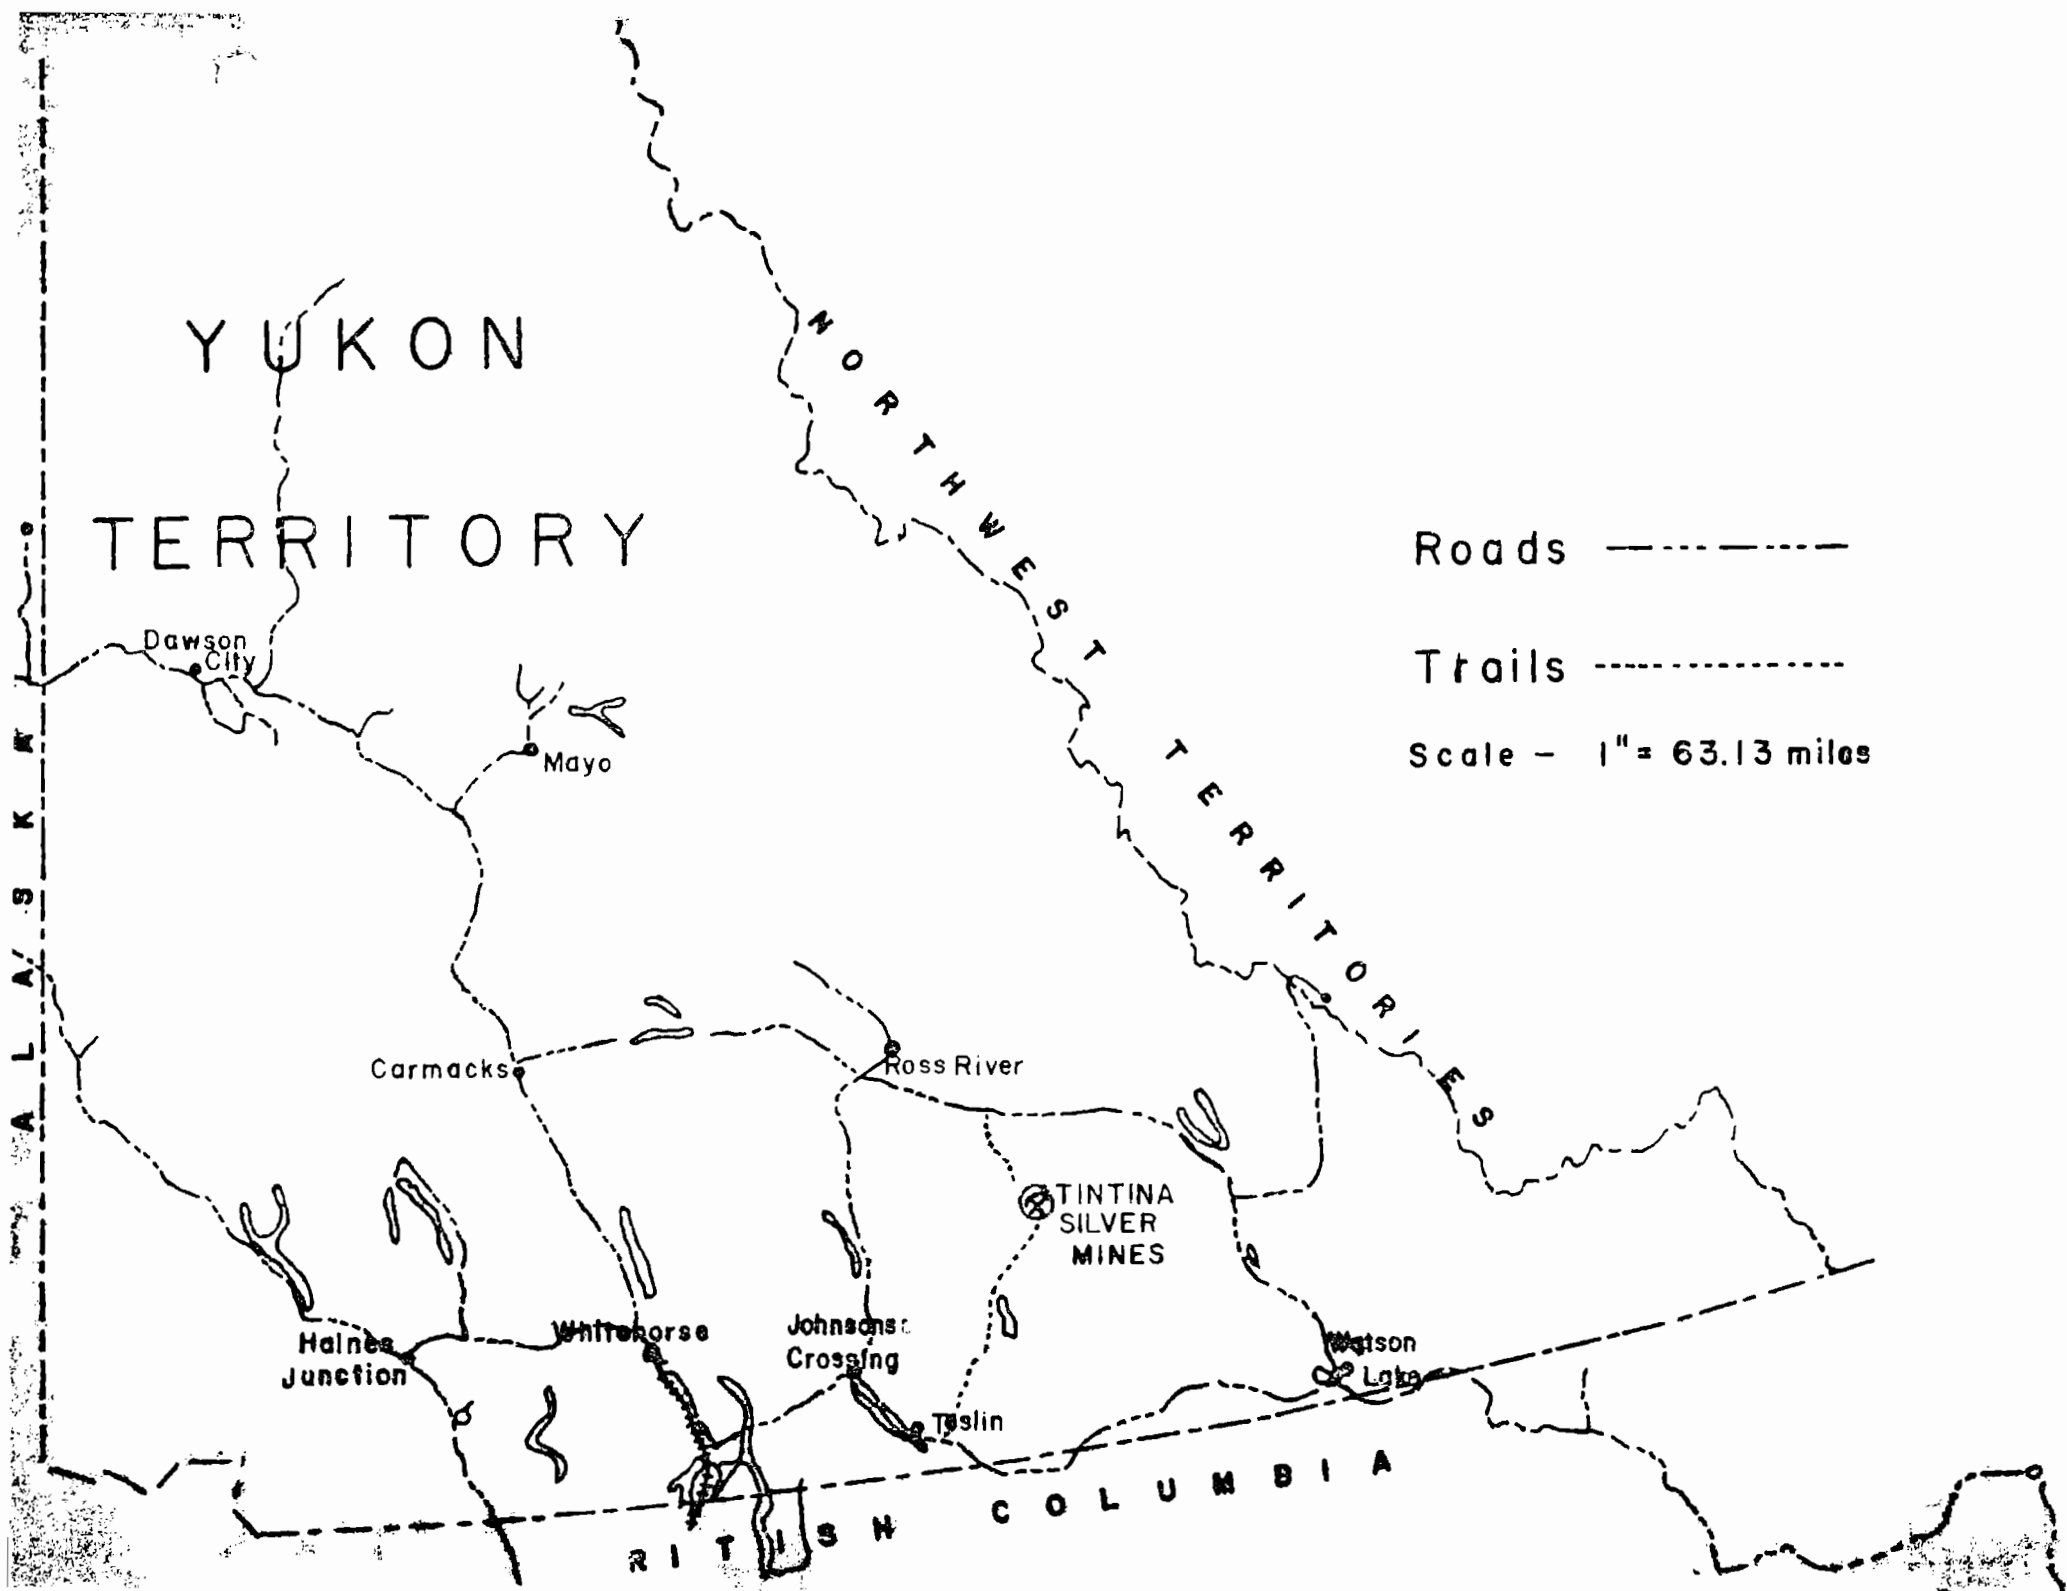 YUKON
TERRITORY
NORTHWEST TERRITORIES
Roads
Trails
Scale - 1" = 63.13 miles
Dawson
City
Mayo
ALASKA
Carmacks
Ross River
TINTINA
SILVER
MINES
Haines
Junction
Whitehorse
Johnsons
Crossing
Teslin
Watson
Lake
RITISH COLUMBIA